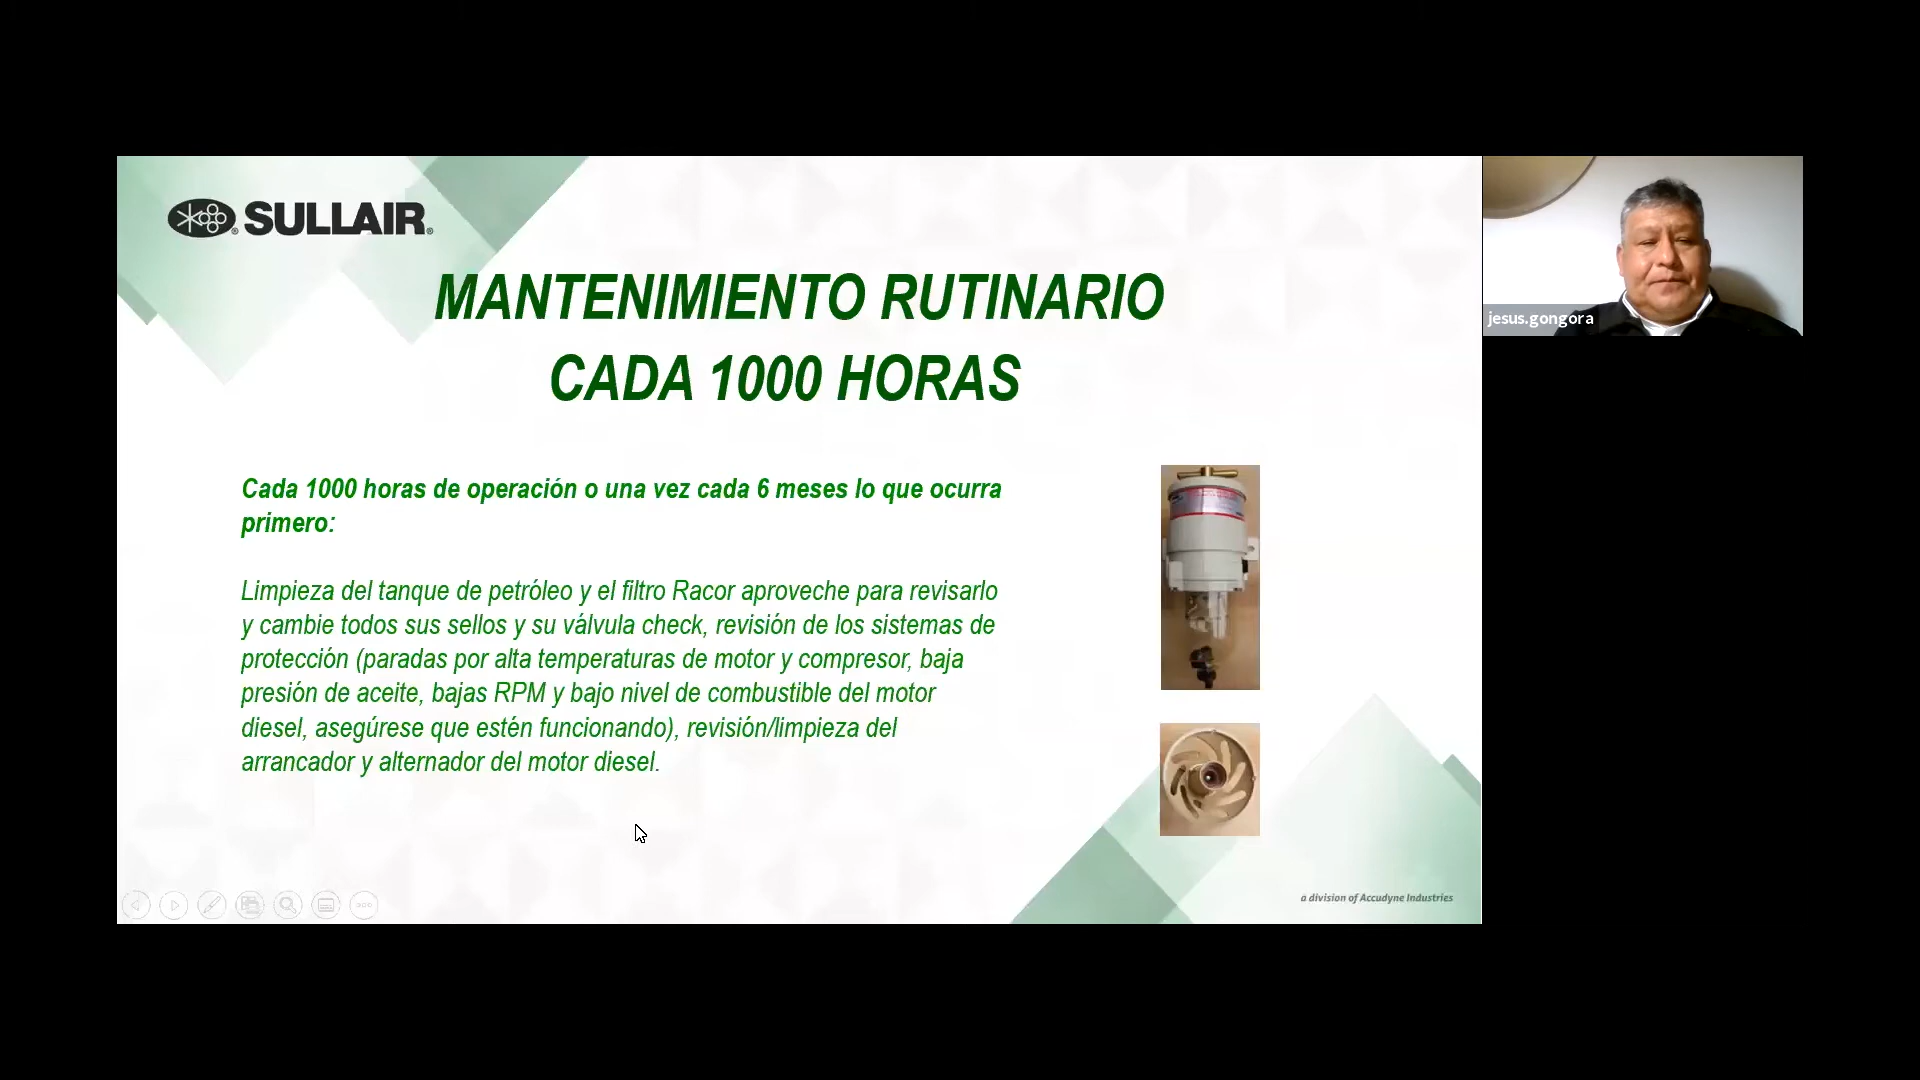 SULLAIR
MANTENIMIENTO RUTINARIO
CADA 1000 HORAS
Cada 1000 horas de operación o una vez cada 6 meses lo que ocurra
primero:
Limpieza del tanque de petróleo y el filtro Racor aproveche para revisarlo
y cambie todos sus sellos y su válvula check, revisión de los sistemas de
protección (paradas por alta temperaturas de motor y compresor, baja
presión de aceite, bajas RPM y bajo nivel de combustible del motor
diesel, asegúrese que estén funcionando), revisión/limpieza del
arrancador y alternador del motor diesel.
a division of Accudyne Industries
jesus.gongora